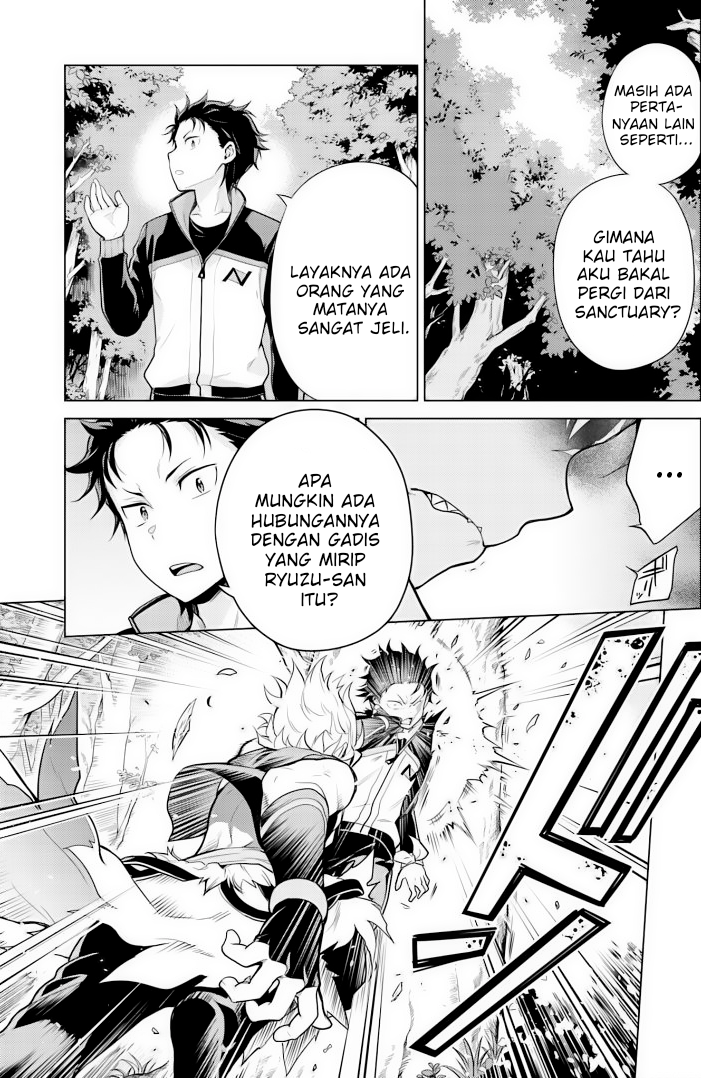 MASIH ADA
PERTA-
NYAAN LAIN
SEPERTI...
GIMANA
KAU TAHU
AKU BAKAL
PERGI DARI
SANCTUARY?
LAYAKNYA ADA
ORANG YANG
MATANYA
SANGAT JELI.
...
APA
MUNGKIN ADA
HUBUNGANNYA
DENGAN GADIS
YANG MIRIP
RYUZU-SAN
ITU?